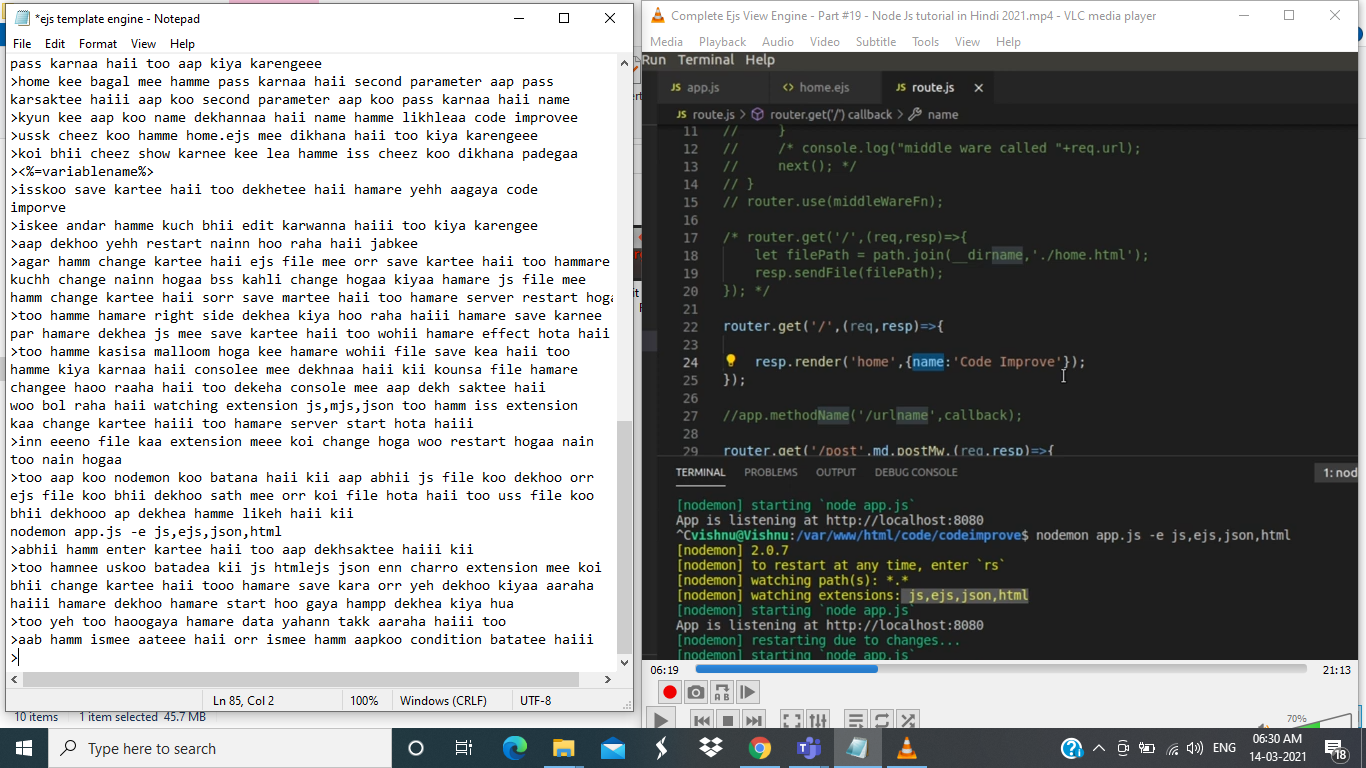 *ejs template engine - Notepad
File Edit Format View Help
pass karnaa haii too aap kiya karengeee
>home kee bagal mee hamme pass karnaa haii second parameter aap pass
karsaktee haiii aap koo second parameter aap koo pass karnaa haii name
>kyun kee aap koo name dekhannaa haii name hamme likhleaa code improvee
>ussk cheez koo hamme home.ejs mee dikhana haii too kiya karengeee
>koi bhii cheez show karnee kee lea hamme iss cheez koo dikhana padegaa
><%=variablename%>
>isskoo save kartee haii too dekhetee haii hamare yehh aagaya code
imporve
>iskee andar hamme kuch bhii edit karwanna haiii too kiya karengee
>aap dekhoo yehh restart nainn hoo raha haii jabkee
>agar hamm change kartee haii ejs file mee orr save kartee haii too hammare
kuchh change nainn hogaa bss kahli change hogaa kiyaa hamare js file mee
hamm change kartee haii sorr save martee haii too hamare server restart hoga
>too hamme hamare right side dekhea kiya hoo raha haiii hamare save karnee
par hamare dekhea js mee save kartee haii too wohii hamare effect hota haii
>too hamme kasisa malloom hoga kee hamare wohii file save kea haii too
hamme kiya karnaa haii consolee mee dekhnaa haii kii kounsa file hamare
changee haoo raaha haii too dekeha console mee aap dekh saktee haii
woo bol raha haii watching extension js,mjs,json too hamm iss extension
kaa change kartee haiii too hamare server start hota haiii
>inn eeeno file kaa extension meee koi change hoga woo restart hogaa nain
too nain hogaa
>too aap koo nodemon koo batana haii kii aap abhii js file koo dekhoo orr
ejs file koo bhii dekhoo sath mee orr koi file hota haii too uss file koo
bhii dekhooo ap dekhea hamme likeh haii kii
nodemon app.js -e js,ejs,json,html
>abhii hamm enter kartee haii too aap dekhsaktee haiii kii
>too hamnee uskoo batadea kii js htmlejs json enn charro extension mee koi
bhii change kartee haii tooo hamare save kara orr yeh dekhoo kiyaa aaraha
haiii hamare dekhoo hamare start hoo gaya hampp dekhea kiya hua
>too yeh too haoogaya hamare data yahann takk aaraha haiii too
>aab hamm ismee aateee haii orr ismee hamm aapkoo condition batatee haiii
>
Ln 85, Col 2 100% Windows (CRLF) UTF-8
10 items 1 item selected 45.7 MB
Complete Ejs View Engine - Part #19 - Node Js tutorial in Hindi 2021.mp4 - VLC media player
Media Playback Audio Video Subtitle Tools View Help
Run Terminal Help
JS app.js <> home.ejs JS route.js
JS route.js > router.get('/') callback > name
11 // }
12 // /* console.log("middle ware called "+req.url);
13 // next(); */
14 // }
15 // router.use(middleWareFn);
16
17 /* router.get('/',(req,resp)=>{
18 let filePath = path.join(__dirname,'./home.html');
19 resp.sendFile(filePath);
20 }); */
21
22 router.get('/',(req,resp)=>{
23
24 resp.render('home',{name:'Code Improve'});
25 });
26
27 //app.methodName('/urlname',callback);
28
29 router.get('/post',md.postMw,(req,resp)=>{
TERMINAL PROBLEMS OUTPUT DEBUG CONSOLE 1: nod
[nodemon] starting `node app.js`
App is listening at http://localhost:8080
^Cvishnu@Vishnu:/var/www/html/code/codeimprove$ nodemon app.js -e js,ejs,json,html
[nodemon] 2.0.7
[nodemon] to restart at any time, enter `rs`
[nodemon] watching path(s): *.*
[nodemon] watching extensions: js,ejs,json,html
[nodemon] starting `node app.js`
App is listening at http://localhost:8080
[nodemon] restarting due to changes...
[nodemon] starting `node app.js`
06:19 21:13
70%
Type here to search
ENG
06:30 AM
14-03-2021
18